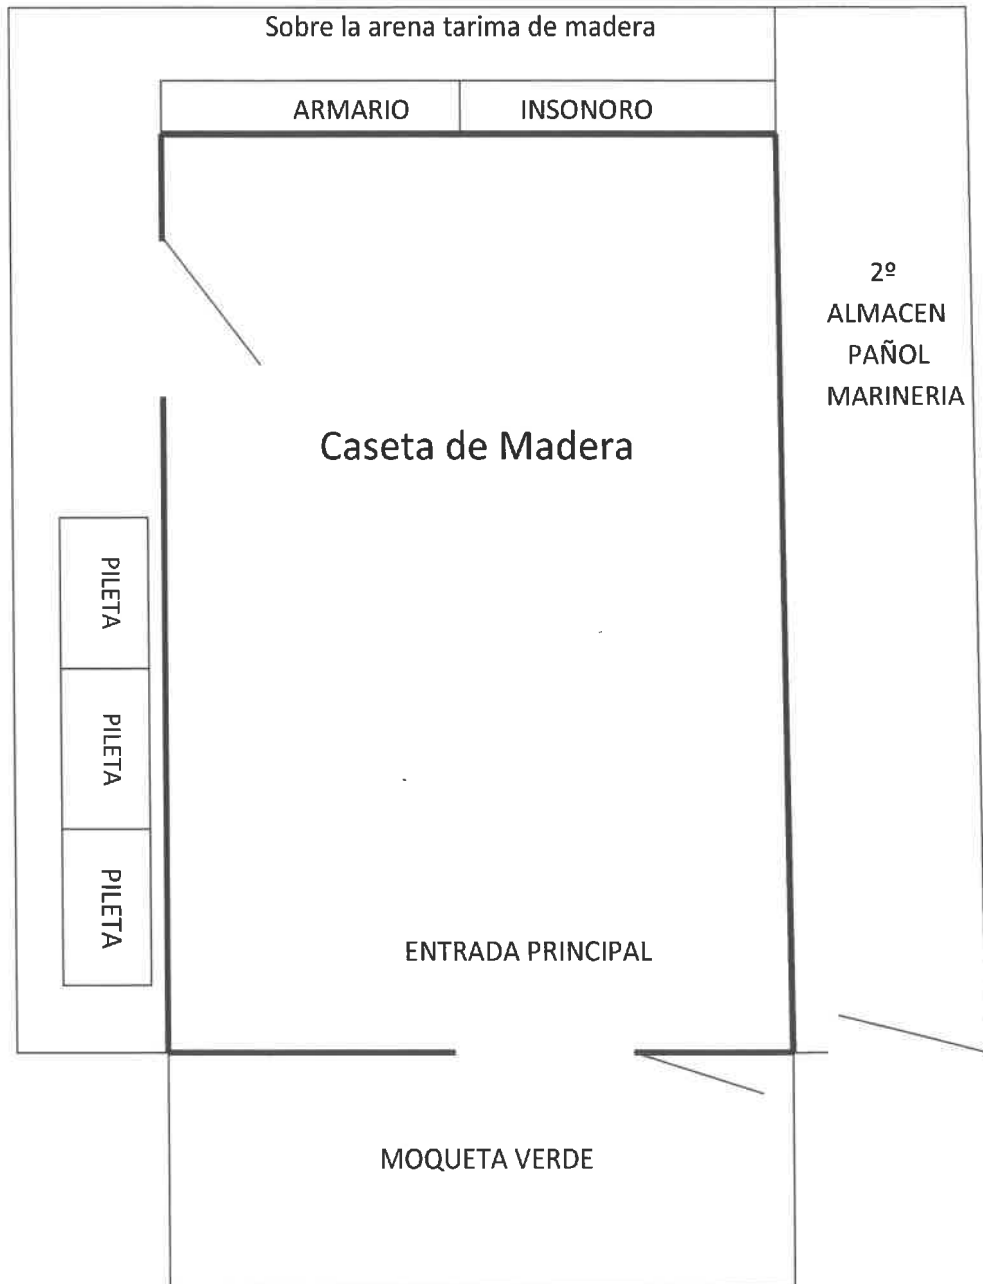 Sobre la arena tarima de madera
ARMARIO
INSONORO
2º
ALMACEN
PAÑOL
MARINERIA
Caseta de Madera
PILETA
PILETA
PILETA
ENTRADA PRINCIPAL
MOQUETA VERDE